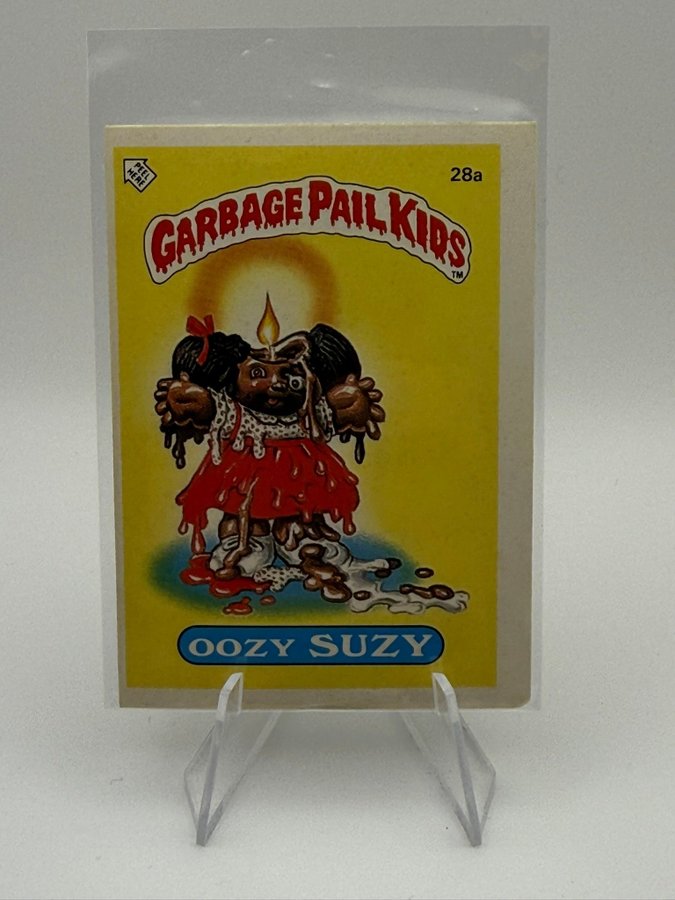 PEEL
HERE
28a
GARBAGE PAIL KIDS
TM
OOZY SUZY